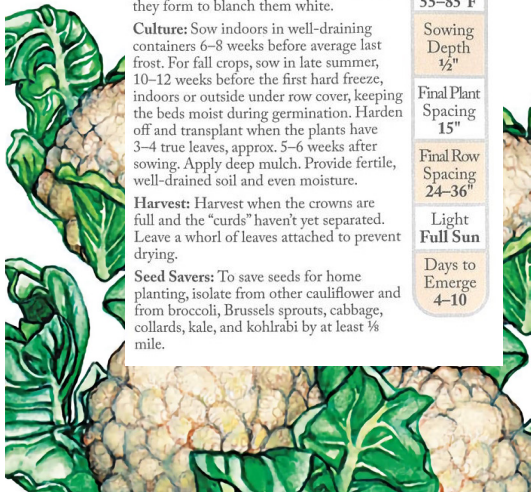 they form to blanch them white.
Culture: Sow indoors in well-draining
containers 6–8 weeks before average last
frost. For fall crops, sow in late summer,
10–12 weeks before the first hard freeze,
indoors or outside under row cover, keeping
the beds moist during germination. Harden
off and transplant when the plants have
3–4 true leaves, approx. 5–6 weeks after
sowing. Apply deep mulch. Provide fertile,
well-drained soil and even moisture.
Harvest: Harvest when the crowns are
full and the “curds” haven’t yet separated.
Leave a whorl of leaves attached to prevent
drying.
Seed Savers: To save seeds for home
planting, isolate from other cauliflower and
from broccoli, Brussels sprouts, cabbage,
collards, kale, and kohlrabi by at least ⅛
mile.
55–85°F
Sowing
Depth
½"
Final Plant
Spacing
15"
Final Row
Spacing
24–36"
Light
Full Sun
Days to
Emerge
4–10